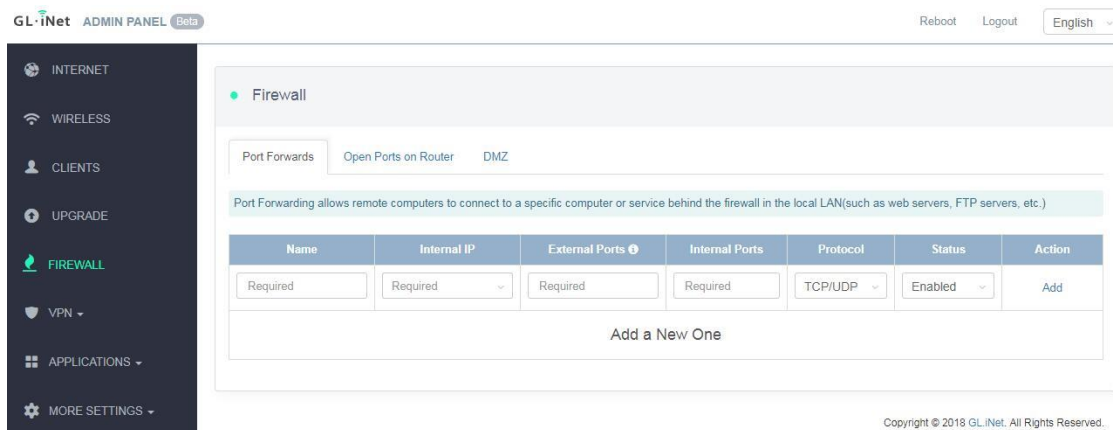 GL·iNet ADMIN PANEL Beta
Reboot Logout English
INTERNET
WIRELESS
CLIENTS
UPGRADE
FIREWALL
VPN
APPLICATIONS
MORE SETTINGS
Firewall
Port Forwards Open Ports on Router DMZ
Port Forwarding allows remote computers to connect to a specific computer or service behind the firewall in the local LAN(such as web servers, FTP servers, etc.)
Name Internal IP External Ports Internal Ports Protocol Status Action
Required Required Required Required TCP/UDP Enabled Add
Add a New One
Copyright © 2018 GL.iNet. All Rights Reserved.